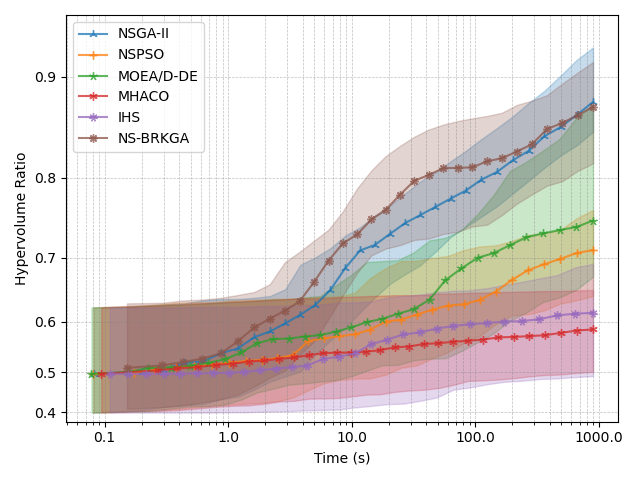 NSGA-II
NSPSO
MOEA/D-DE
MHACO
IHS
NS-BRKGA
Hypervolume Ratio
0.9
0.8
0.7
0.6
0.5
0.4
0.1 1.0 10.0 100.0 1000.0
Time (s)